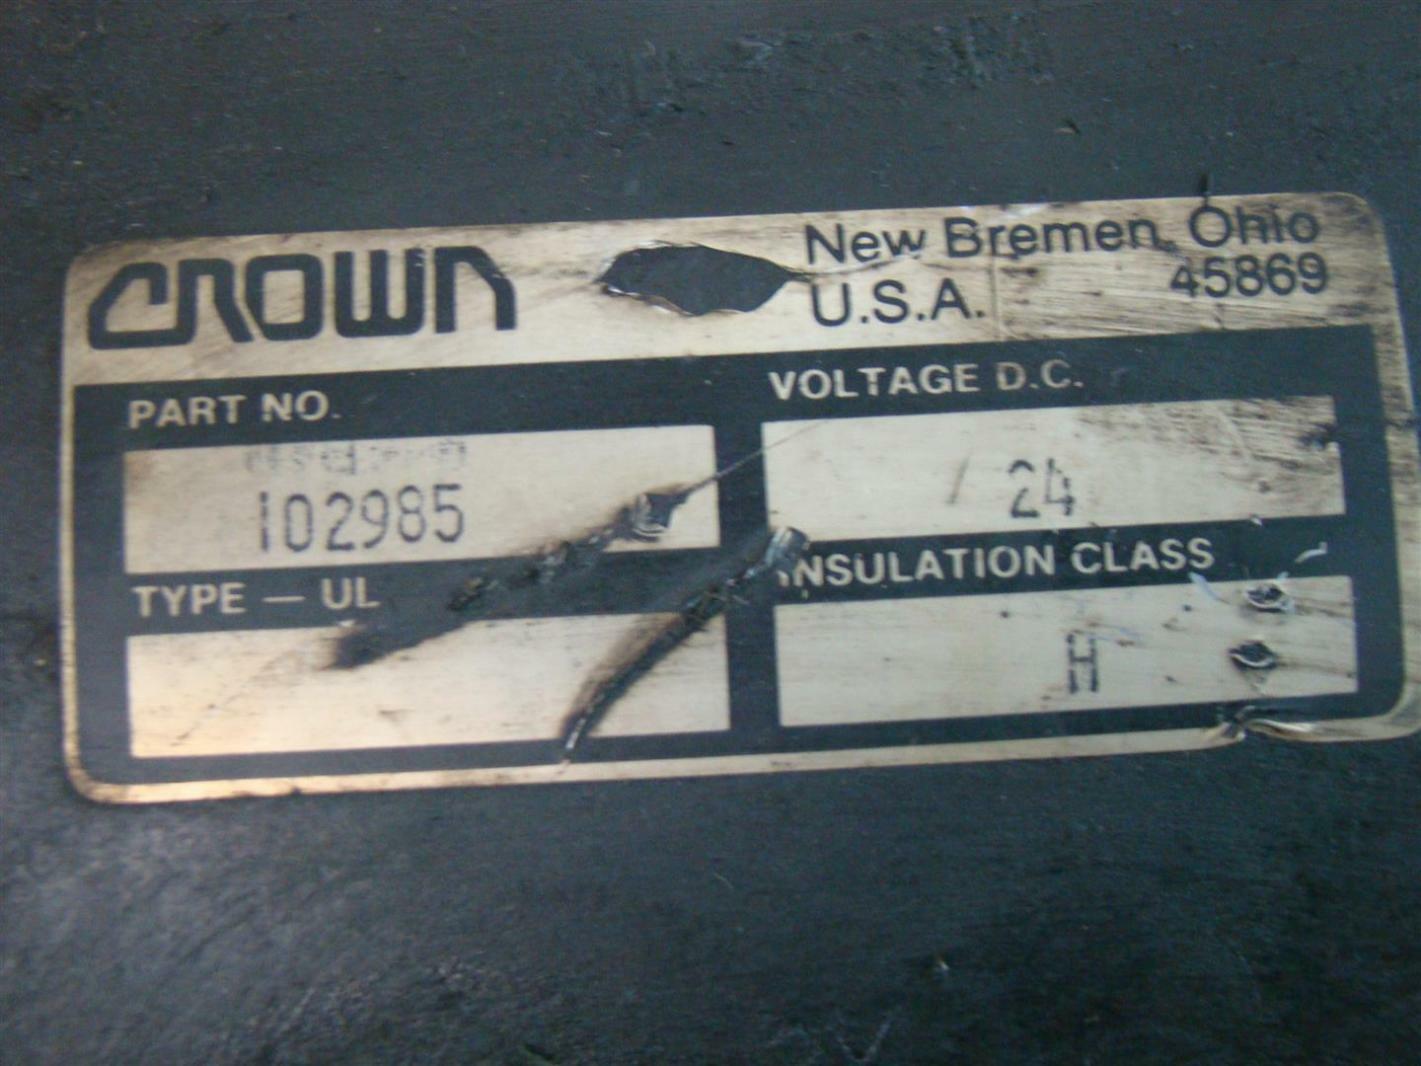 CROWN
New Bremen, Ohio
U.S.A. 45869
PART NO.
VOLTAGE D.C.
102985
24
TYPE — UL
INSULATION CLASS
H